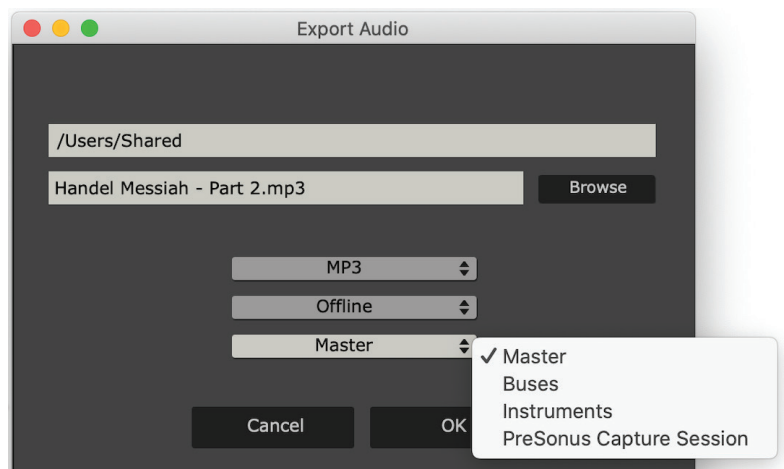 Export Audio
/Users/Shared
Handel Messiah - Part 2.mp3
Browse
MP3
Offline
Master
✓ Master
Buses
Instruments
PreSonus Capture Session
Cancel
OK